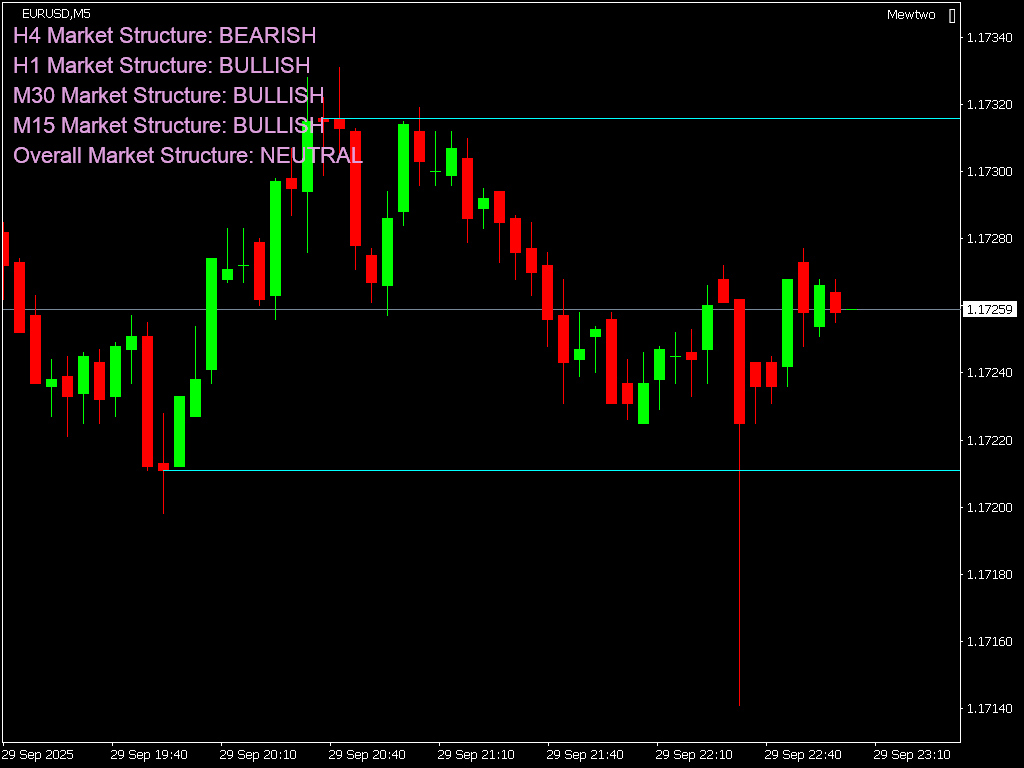 EURUSD,M5
Mewtwo
H4 Market Structure: BEARISH
H1 Market Structure: BULLISH
M30 Market Structure: BULLISH
M15 Market Structure: BULLISH
Overall Market Structure: NEUTRAL
1.17340
1.17320
1.17300
1.17280
1.17259
1.17240
1.17220
1.17200
1.17180
1.17160
1.17140
29 Sep 2025
29 Sep 19:40
29 Sep 20:10
29 Sep 20:40
29 Sep 21:10
29 Sep 21:40
29 Sep 22:10
29 Sep 22:40
29 Sep 23:10